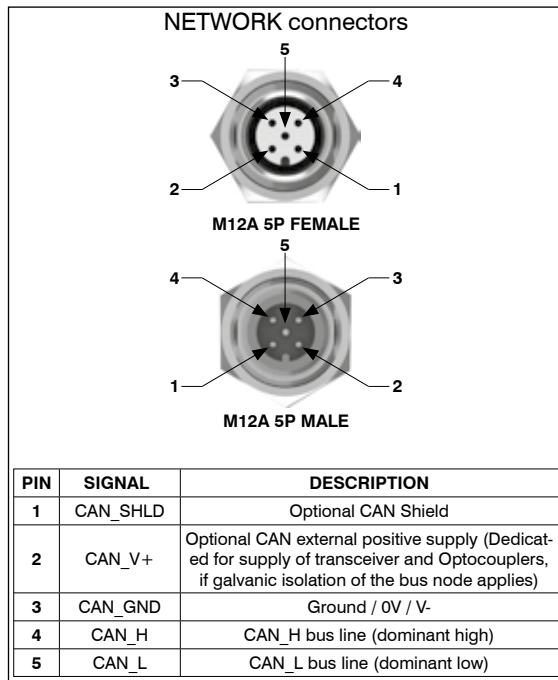 NETWORK connectors
5
3 4
2 1
M12A 5P FEMALE
5
4 3
1 2
M12A 5P MALE
PIN SIGNAL DESCRIPTION
1 CAN_SHLD Optional CAN Shield
2 CAN_V+ Optional CAN external positive supply (Dedicat-
ed for supply of transceiver and Optocouplers,
if galvanic isolation of the bus node applies)
3 CAN_GND Ground / 0V / V-
4 CAN_H CAN_H bus line (dominant high)
5 CAN_L CAN_L bus line (dominant low)